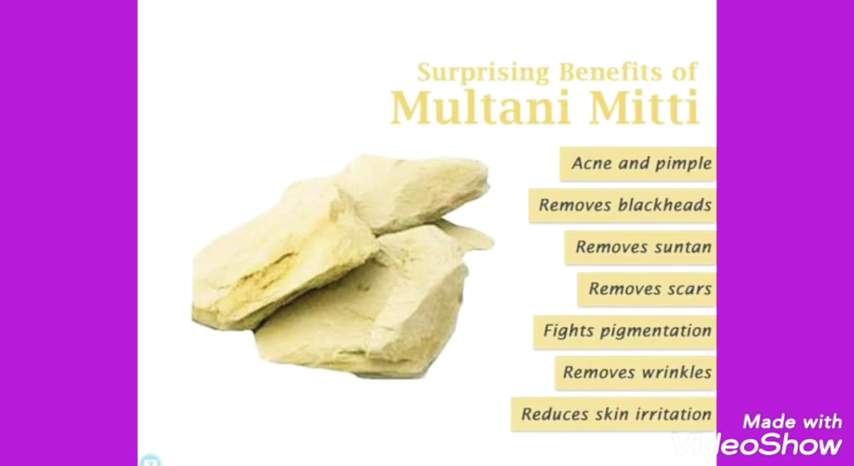 Surprising Benefits of
Multani Mitti
Acne and pimple
Removes blackheads
Removes suntan
Removes scars
Fights pigmentation
Removes wrinkles
Reduces skin irritation
Made with
VideoShow